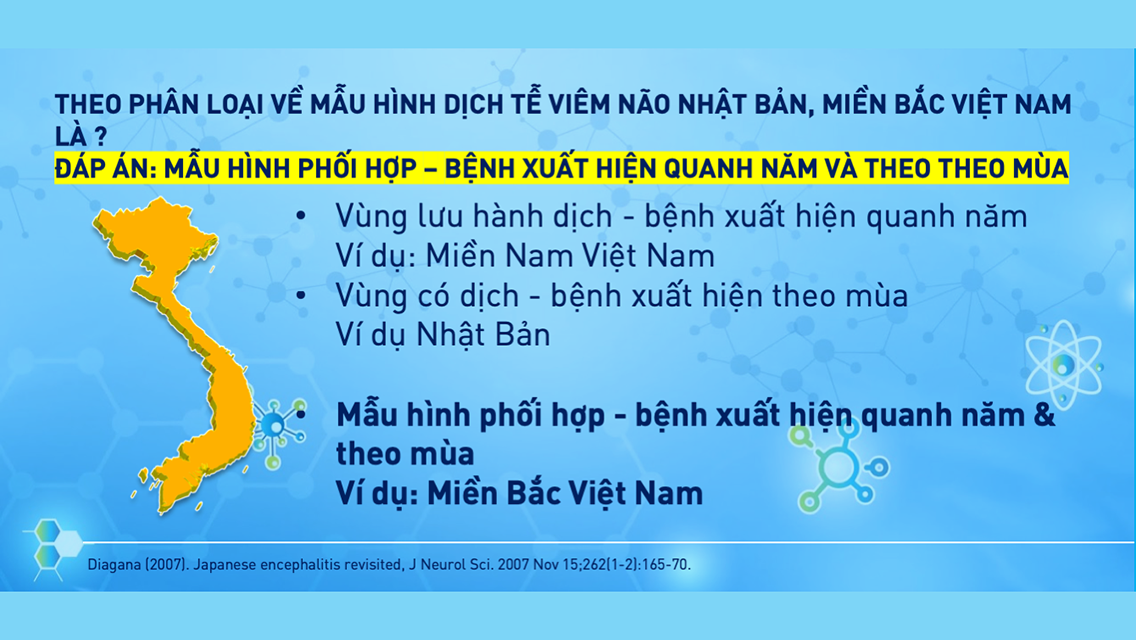 THEO PHÂN LOẠI VỀ MẪU HÌNH DỊCH TỄ VIÊM NÃO NHẬT BẢN, MIỀN BẮC VIỆT NAM
LÀ ?
ĐÁP ÁN: MẪU HÌNH PHỐI HỢP – BỆNH XUẤT HIỆN QUANH NĂM VÀ THEO THEO MÙA
• Vùng lưu hành dịch - bệnh xuất hiện quanh năm
Ví dụ: Miền Nam Việt Nam
• Vùng có dịch - bệnh xuất hiện theo mùa
Ví dụ Nhật Bản
• Mẫu hình phối hợp - bệnh xuất hiện quanh năm &
theo mùa
Ví dụ: Miền Bắc Việt Nam
Diagana (2007). Japanese encephalitis revisited, J Neurol Sci. 2007 Nov 15;262(1-2):165-70.